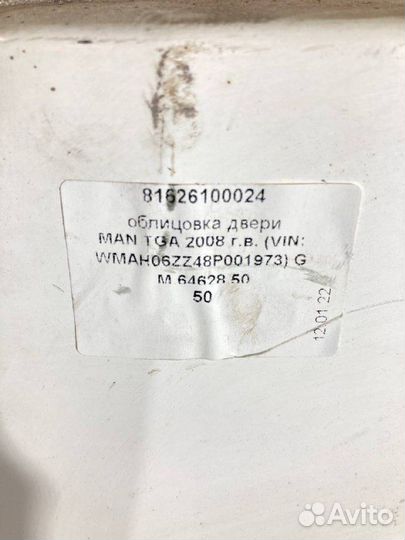 81626100024
облицовка двери
MAN TGA 2008 г.в. (VIN:
WMAH06ZZ48P001973) G
M 64628 50
50
12.01.22
Avito